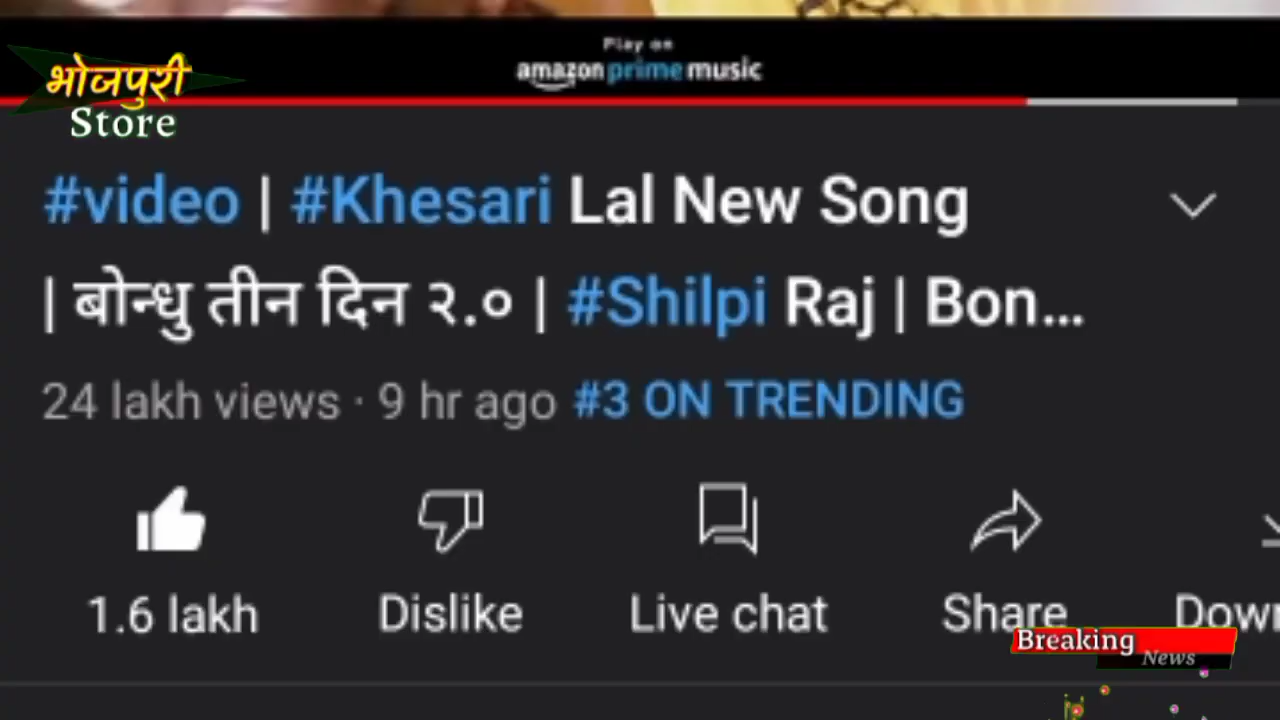 Play on
amazon prime music
भोजपुरी
Store
#video | #Khesari Lal New Song
| बोन्धु तीन दिन २.० | #Shilpi Raj | Bon...
24 lakh views · 9 hr ago #3 ON TRENDING
1.6 lakh Dislike Live chat Share
Breaking
News